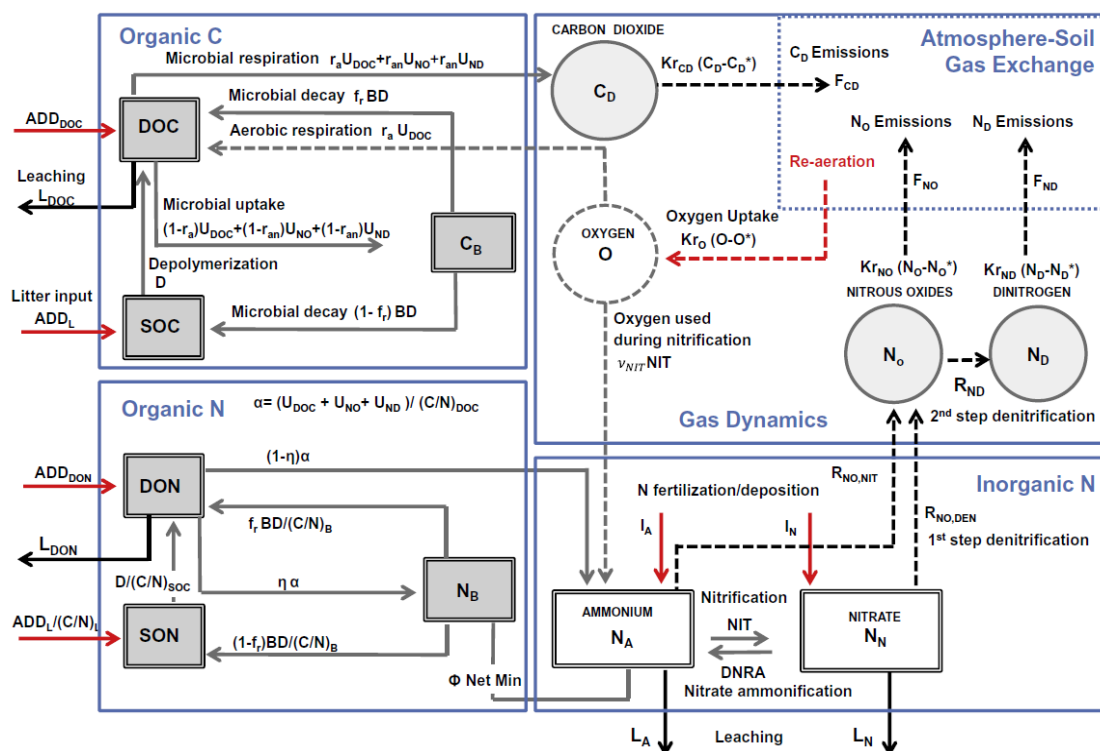 Organic C
Microbial respiration r_aU_DOC+r_anU_NO+r_anU_ND
Microbial decay f_r BD
Aerobic respiration r_a U_DOC
ADD_DOC
DOC
Leaching
L_DOC
Microbial uptake
(1-r_a)U_DOC+(1-r_an)U_NO+(1-r_an)U_ND
C_B
Depolymerization
D
Litter input
ADD_L
SOC
Microbial decay (1- f_r) BD
CARBON DIOXIDE
C_D
Kr_CD (C_D-C_D*)
Atmosphere-Soil
Gas Exchange
C_D Emissions
F_CD
N_O Emissions
N_D Emissions
Re-aeration
F_NO
F_ND
OXYGEN
O
Oxygen Uptake
Kr_O (O-O*)
Kr_NO (N_O-N_O*)
NITROUS OXIDES
Kr_ND (N_D-N_D*)
DINITROGEN
Oxygen used
during nitrification
ν_NIT NIT
N_o
N_D
R_ND
2nd step denitrification
Gas Dynamics
Organic N
α= (U_DOC + U_NO+ U_ND )/ (C/N)_DOC
ADD_DON
DON
(1-η)α
f_r BD/(C/N)_B
L_DON
D/(C/N)_SOC
η α
N_B
ADD_L/(C/N)_L
SON
(1-f_r)BD/(C/N)_B
Φ Net Min
Inorganic N
R_NO,NIT
N fertilization/deposition
R_NO,DEN
I_A
I_N
1st step denitrification
AMMONIUM
N_A
Nitrification
NIT
DNRA
Nitrate ammonification
NITRATE
N_N
L_A
Leaching
L_N